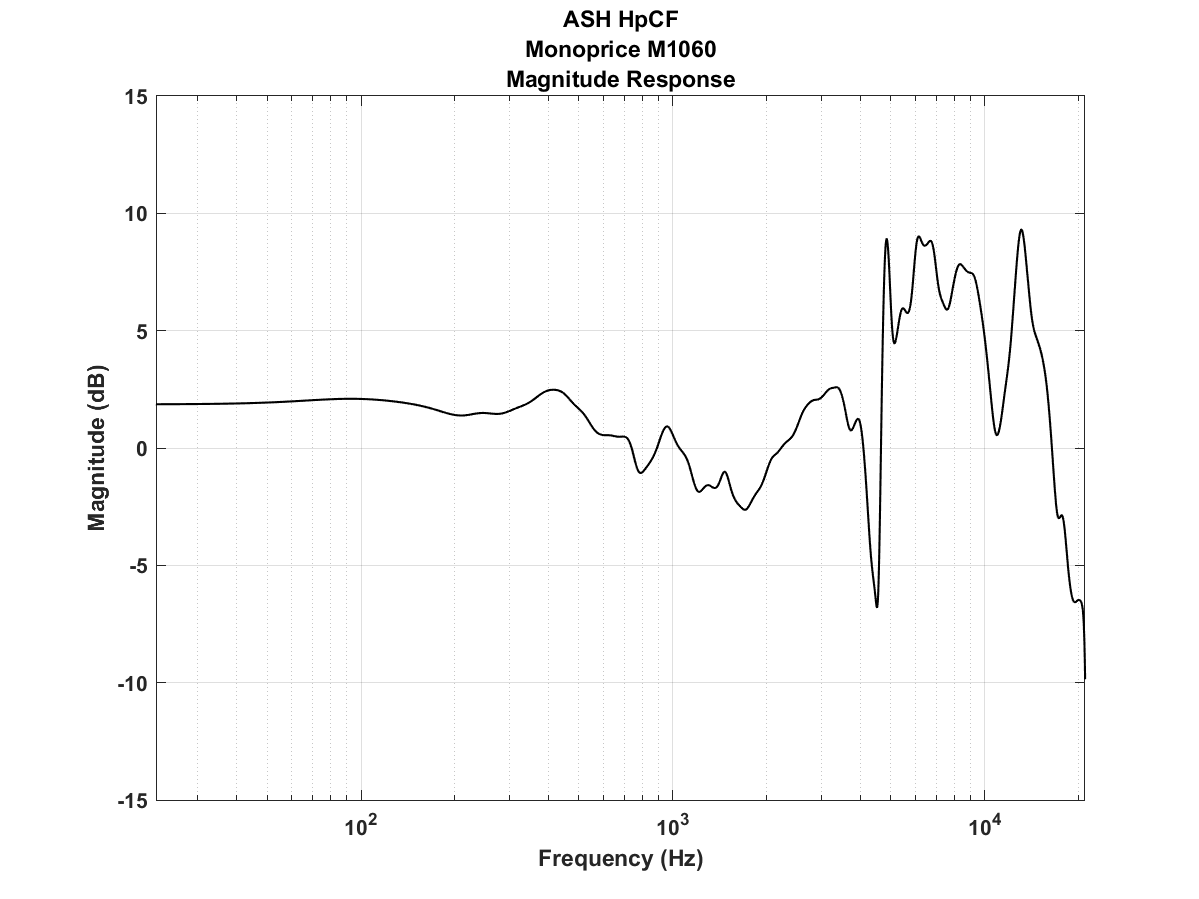 ASH HpCF
Monoprice M1060
Magnitude Response
15
10
5
0
-5
-10
-15
Magnitude (dB)
10² 10³ 10⁴
Frequency (Hz)